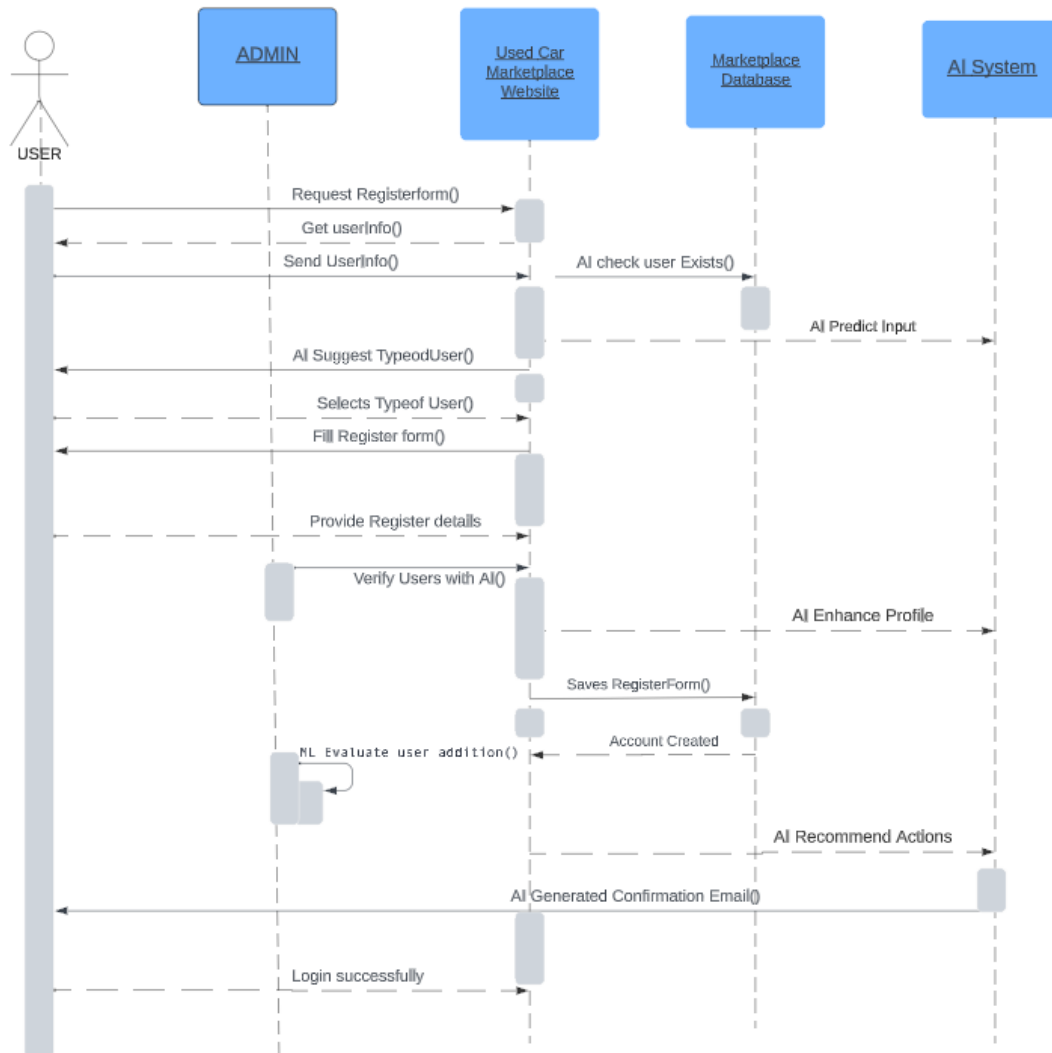 ADMIN
Used Car
Marketplace
Website
Marketplace
Database
AI System
USER
Request Registerform()
Get userInfo()
Send UserInfo()
AI check user Exists()
AI Predict Input
AI Suggest TypeodUser()
Selects Typeof User()
Fill Register form()
Provide Register details
Verify Users with AI()
AI Enhance Profile
Saves RegisterForm()
Account Created
ML Evaluate user addition()
AI Recommend Actions
AI Generated Confirmation Email()
Login successfully